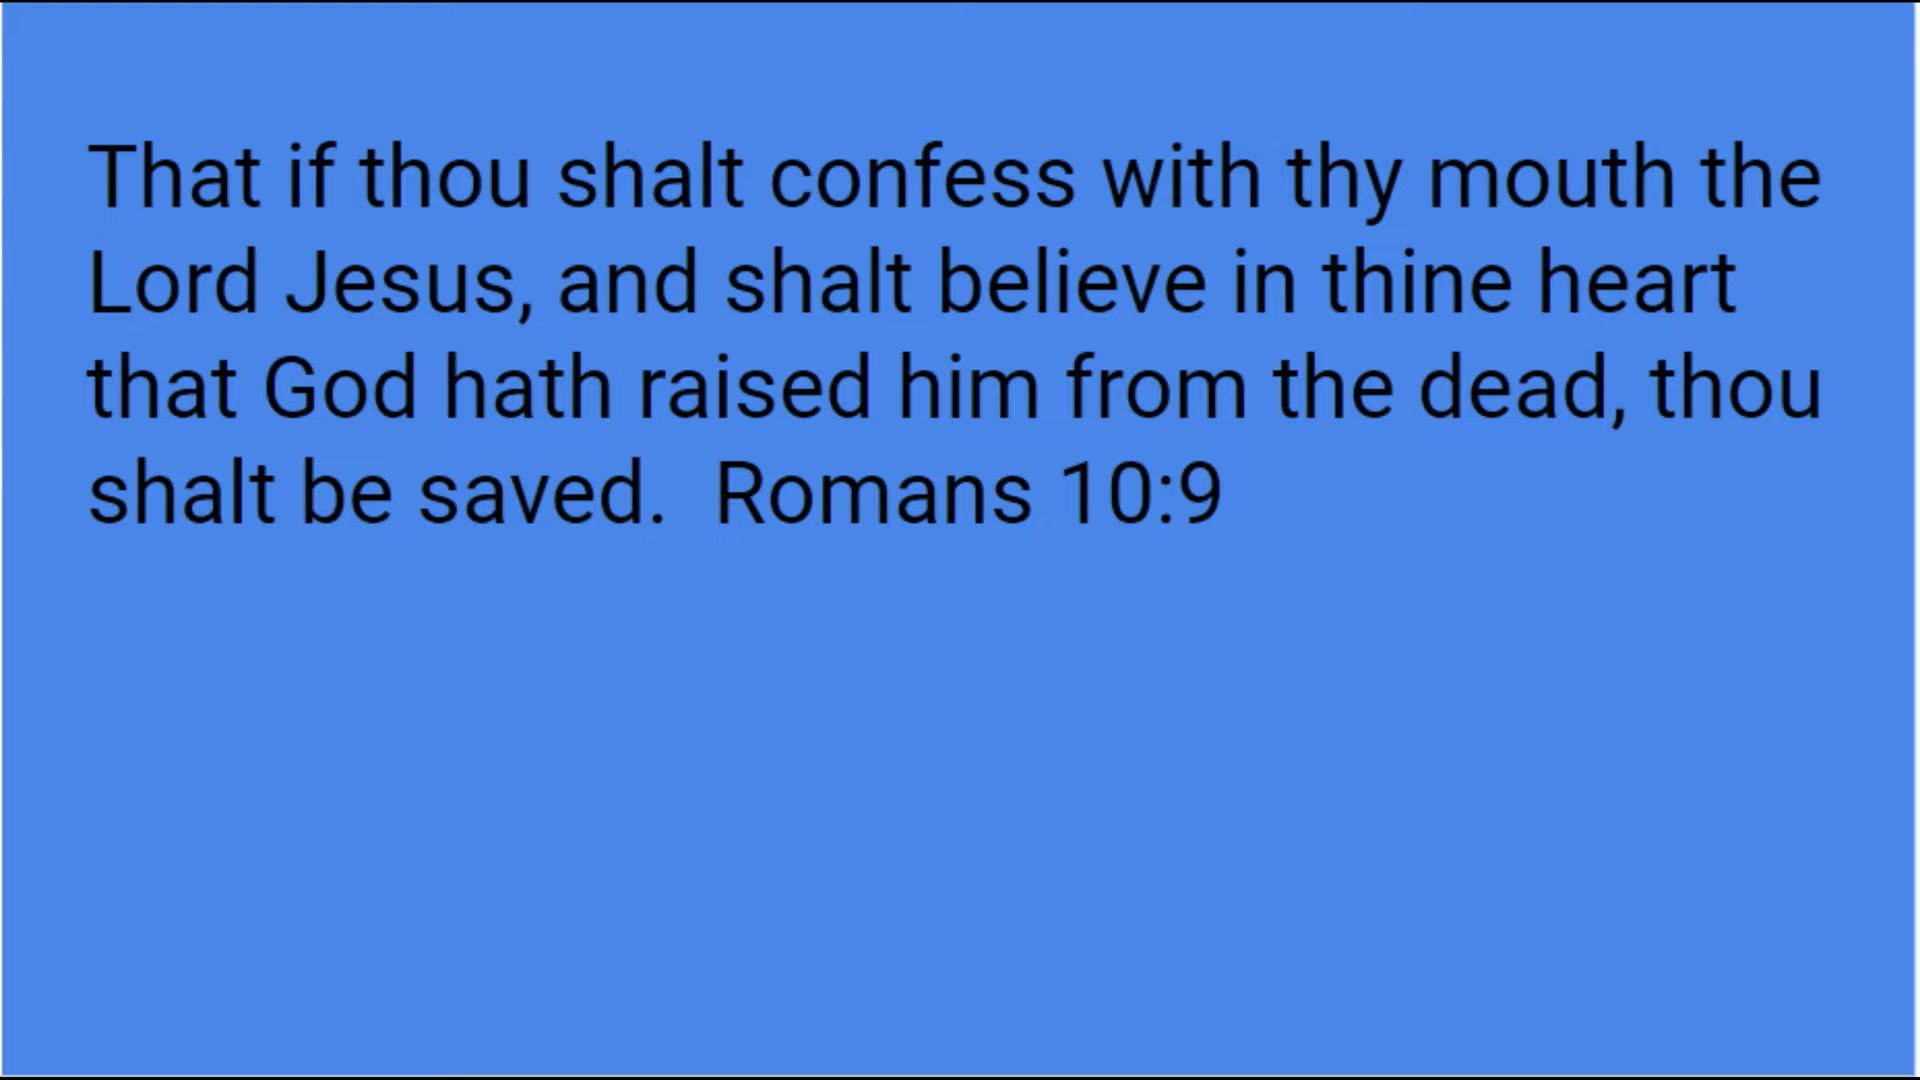 That if thou shalt confess with thy mouth the
Lord Jesus, and shalt believe in thine heart
that God hath raised him from the dead, thou
shalt be saved.  Romans 10:9